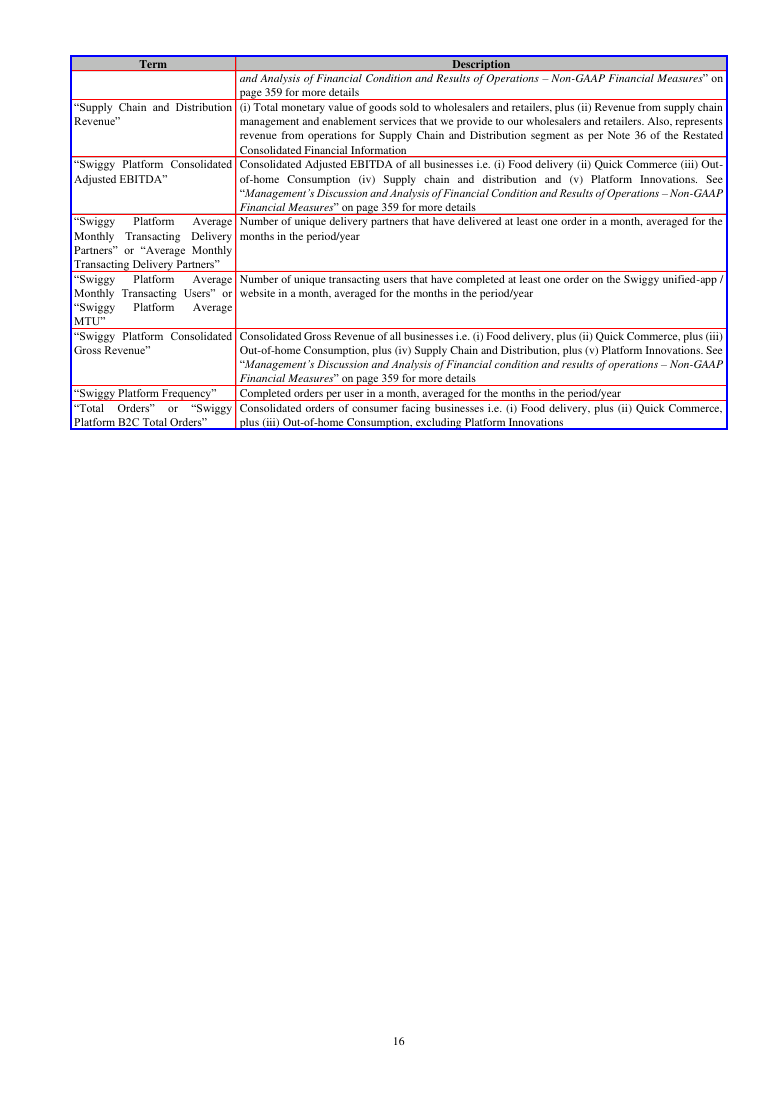 Term Description
and Analysis of Financial Condition and Results of Operations – Non-GAAP Financial Measures” on
page 359 for more details
“Supply Chain and Distribution
Revenue”
(i) Total monetary value of goods sold to wholesalers and retailers, plus (ii) Revenue from supply chain
management and enablement services that we provide to our wholesalers and retailers. Also, represents
revenue from operations for Supply Chain and Distribution segment as per Note 36 of the Restated
Consolidated Financial Information
“Swiggy Platform Consolidated
Adjusted EBITDA”
Consolidated Adjusted EBITDA of all businesses i.e. (i) Food delivery (ii) Quick Commerce (iii) Out-
of-home Consumption (iv) Supply chain and distribution and (v) Platform Innovations. See
“Management’s Discussion and Analysis of Financial Condition and Results of Operations – Non-GAAP
Financial Measures” on page 359 for more details
“Swiggy Platform Average
Monthly Transacting Delivery
Partners” or “Average Monthly
Transacting Delivery Partners”
Number of unique delivery partners that have delivered at least one order in a month, averaged for the
months in the period/year
“Swiggy Platform Average
Monthly Transacting Users” or
“Swiggy Platform Average
MTU”
Number of unique transacting users that have completed at least one order on the Swiggy unified-app /
website in a month, averaged for the months in the period/year
“Swiggy Platform Consolidated
Gross Revenue”
Consolidated Gross Revenue of all businesses i.e. (i) Food delivery, plus (ii) Quick Commerce, plus (iii)
Out-of-home Consumption, plus (iv) Supply Chain and Distribution, plus (v) Platform Innovations. See
“Management’s Discussion and Analysis of Financial condition and results of operations – Non-GAAP
Financial Measures” on page 359 for more details
“Swiggy Platform Frequency”
Completed orders per user in a month, averaged for the months in the period/year
“Total Orders” or “Swiggy
Platform B2C Total Orders”
Consolidated orders of consumer facing businesses i.e. (i) Food delivery, plus (ii) Quick Commerce,
plus (iii) Out-of-home Consumption, excluding Platform Innovations
16